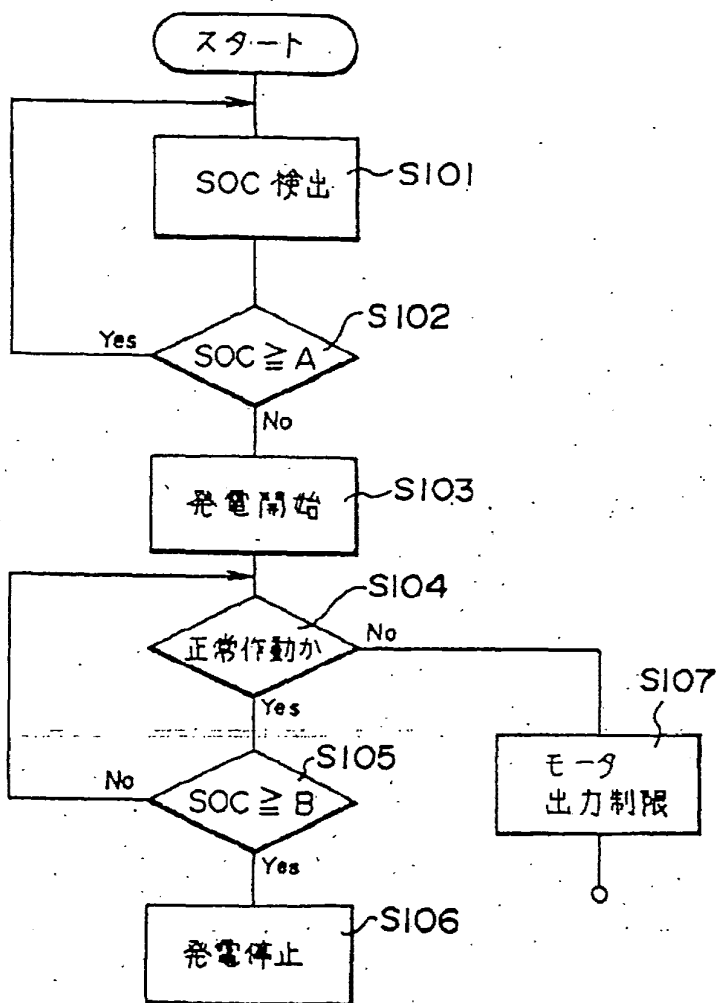 スタート
SOC 検出
S101
S102
Yes
SOC ≧ A
No
発電開始
S103
S104
正常作動か
No
Yes
S107
モータ
出力制限
S105
No
SOC ≧ B
Yes
発電停止
S106